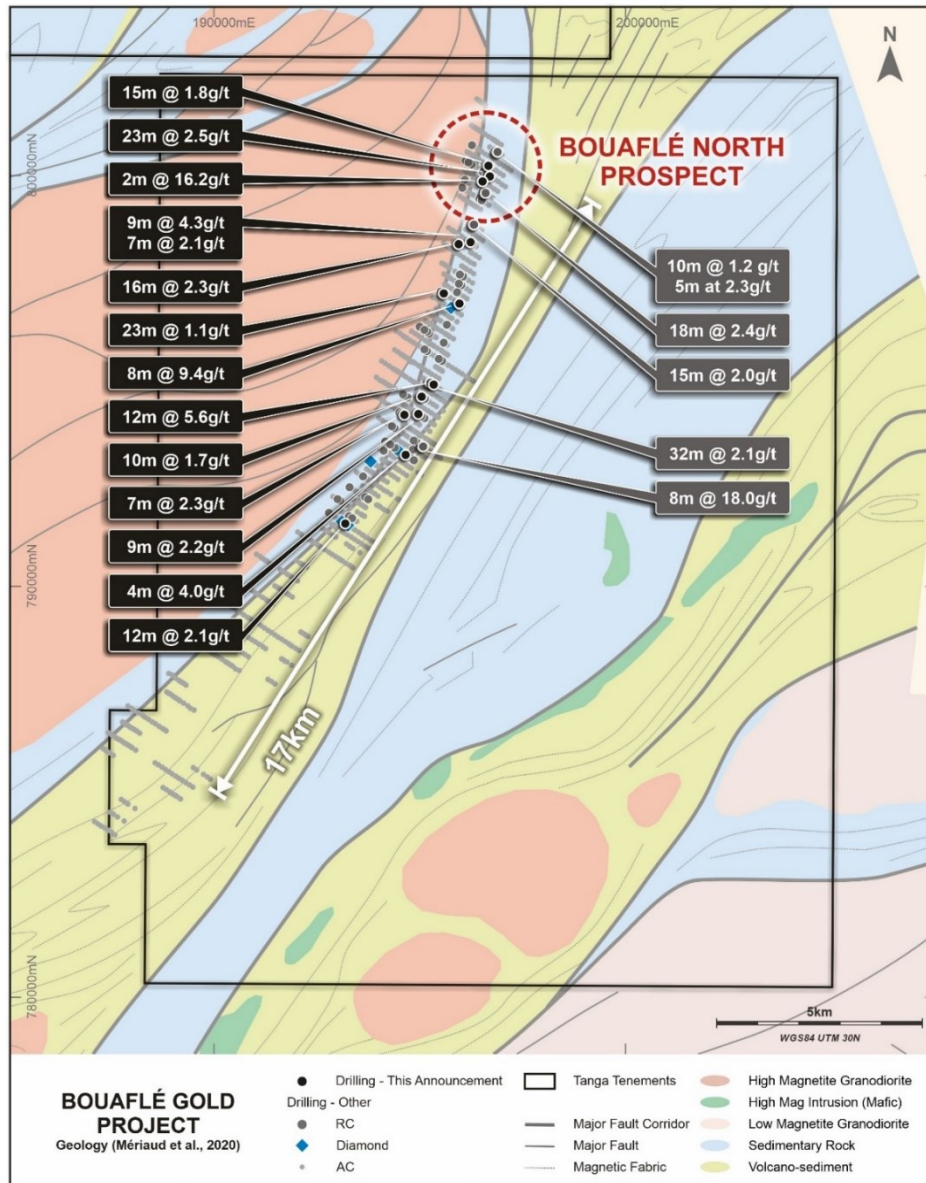 190000mE
200000mE
N
800000mN
790000mN
780000mN
15m @ 1.8g/t
23m @ 2.5g/t
2m @ 16.2g/t
9m @ 4.3g/t
7m @ 2.1g/t
16m @ 2.3g/t
23m @ 1.1g/t
8m @ 9.4g/t
12m @ 5.6g/t
10m @ 1.7g/t
7m @ 2.3g/t
9m @ 2.2g/t
4m @ 4.0g/t
12m @ 2.1g/t
BOUAFLÉ NORTH
PROSPECT
10m @ 1.2 g/t
5m at 2.3g/t
18m @ 2.4g/t
15m @ 2.0g/t
32m @ 2.1g/t
8m @ 18.0g/t
17km
5km
WGS84 UTM 30N
BOUAFLÉ GOLD
PROJECT
Geology (Mériaud et al., 2020)
Drilling - This Announcement
Drilling - Other
RC
Diamond
AC
Tanga Tenements
Major Fault Corridor
Major Fault
Magnetic Fabric
High Magnetite Granodiorite
High Mag Intrusion (Mafic)
Low Magnetite Granodiorite
Sedimentary Rock
Volcano-sediment